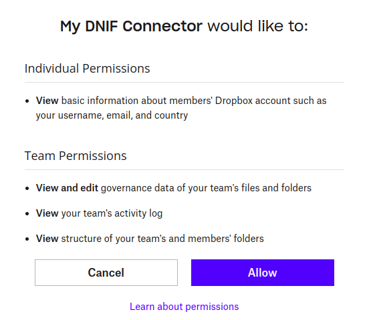 My DNIF Connector would like to:
Individual Permissions
• View basic information about members' Dropbox account such as
your username, email, and country
Team Permissions
• View and edit governance data of your team's files and folders
• View your team's activity log
• View structure of your team's and members' folders
Cancel Allow
Learn about permissions